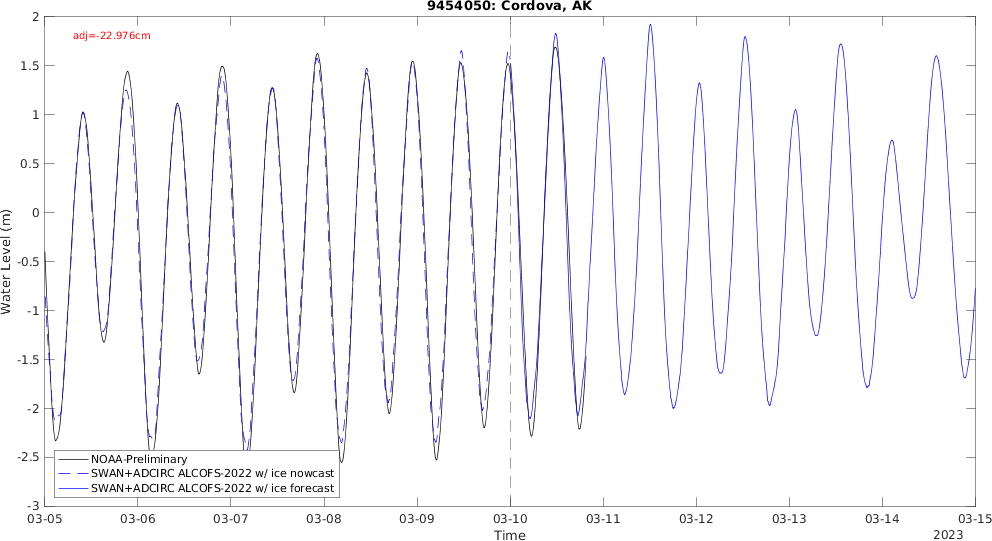 9454050: Cordova, AK
adj=-22.976cm
Water Level (m)
2
1.5
1
0.5
0
-0.5
-1
-1.5
-2
-2.5
-3
NOAA-Preliminary
SWAN+ADCIRC ALCOFS-2022 w/ ice nowcast
SWAN+ADCIRC ALCOFS-2022 w/ ice forecast
03-05 03-06 03-07 03-08 03-09 03-10 03-11 03-12 03-13 03-14 03-15
Time
2023